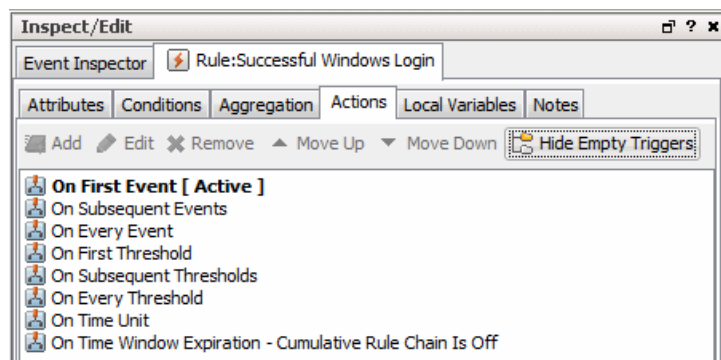 Inspect/Edit
Event Inspector Rule:Successful Windows Login
Attributes Conditions Aggregation Actions Local Variables Notes
Add Edit Remove Move Up Move Down Hide Empty Triggers
On First Event [ Active ]
On Subsequent Events
On Every Event
On First Threshold
On Subsequent Thresholds
On Every Threshold
On Time Unit
On Time Window Expiration - Cumulative Rule Chain Is Off